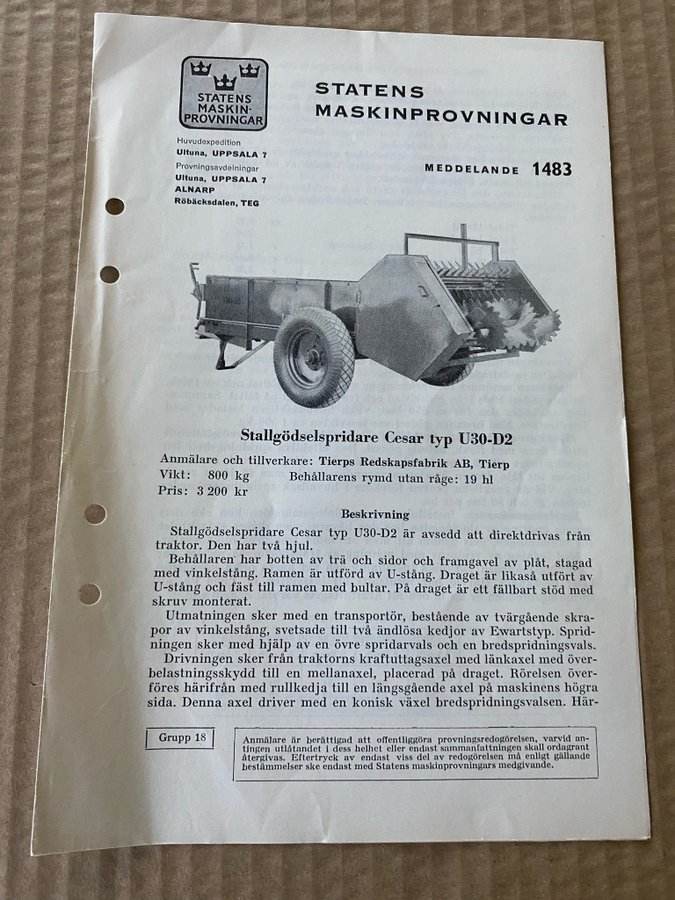 STATENS
MASKIN-
PROVNINGAR
STATENS
MASKINPROVNINGAR
Huvudexpedition
Ultuna, UPPSALA 7
Provningsavdelningar
Ultuna, UPPSALA 7
ALNARP
Röbäcksdalen, TEG
MEDDELANDE 1483
Stallgödselspridare Cesar typ U30-D2
Anmälare och tillverkare: Tierps Redskapsfabrik AB, Tierp
Vikt: 800 kg Behållarens rymd utan råge: 19 hl
Pris: 3 200 kr
Beskrivning
Stallgödselspridare Cesar typ U30-D2 är avsedd att direktdrivas från
traktor. Den har två hjul.
Behållaren har botten av trä och sidor och framgavel av plåt, stagad
med vinkelstång. Ramen är utförd av U-stång. Draget är likaså utfört av
U-stång och fäst till ramen med bultar. På draget är ett fällbart stöd med
skruv monterat.
Utmatningen sker med en transportör, bestående av tvärgående skra-
por av vinkelstång, svetsade till två ändlösa kedjor av Ewartstyp. Sprid-
ningen sker med hjälp av en övre spridarvals och en bredspridningsvals.
Drivningen sker från traktorns kraftuttagsaxel med länkaxel med över-
belastningsskydd till en mellanaxel, placerad på draget. Rörelsen över-
föres härifrån med rullkedja till en längsgående axel på maskinens högra
sida. Denna axel driver med en konisk växel bredspridningsvalsen. Här-
Grupp 18
Anmälare är berättigad att offentliggöra provningsredogörelsen, varvid an-
tingen utlåtandet i dess helhet eller endast sammanfattningen skall ordagrant
återgivas. Eftertryck av endast viss del av redogörelsen må enligt gällande
bestämmelser ske endast med Statens maskinprovningars medgivande.